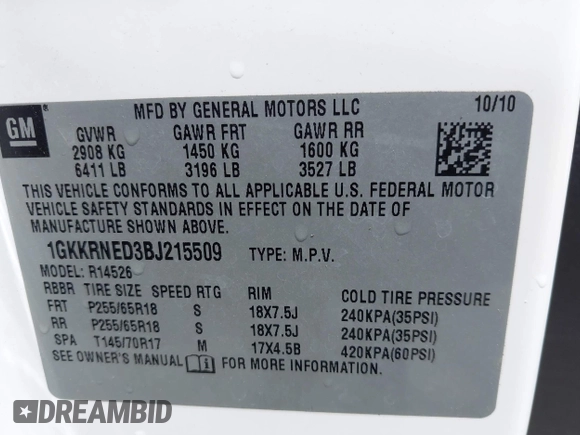 MFD BY GENERAL MOTORS LLC 10/10
GM
GVWR GAWR FRT GAWR RR
2908 KG 1450 KG 1600 KG
6411 LB 3196 LB 3527 LB
THIS VEHICLE CONFORMS TO ALL APPLICABLE U.S. FEDERAL MOTOR
VEHICLE SAFETY STANDARDS IN EFFECT ON THE DATE OF
MANUFACTURE SHOWN ABOVE.
1GKKRNED3BJ215509 TYPE: M.P.V.
MODEL: R14526
RBBR TIRE SIZE SPEED RTG RIM COLD TIRE PRESSURE
FRT P255/65R18 S 18X7.5J 240KPA(35PSI)
RR P255/65R18 S 18X7.5J 240KPA(35PSI)
SPA T145/70R17 M 17X4.5B 420KPA(60PSI)
SEE OWNER'S MANUAL FOR MORE INFORMATION.
DREAMBID